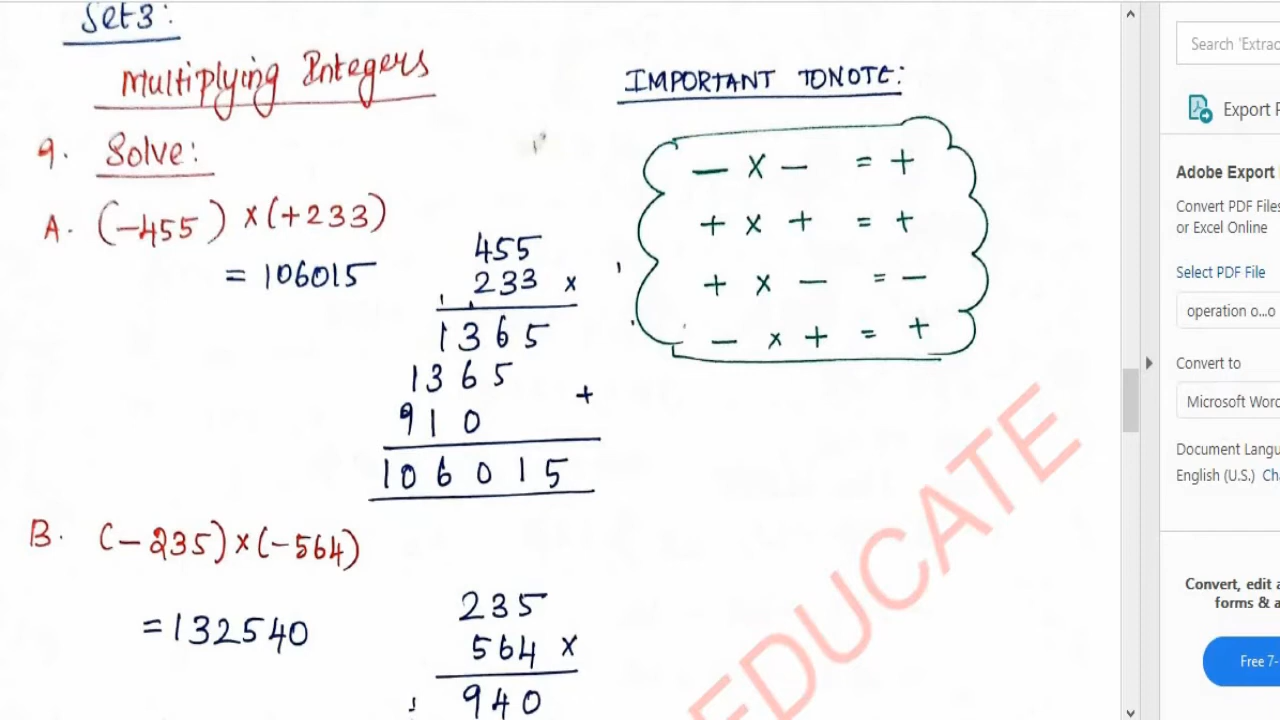 Set3:
Multiplying Integers
9. Solve:
A. (-455) x (+233)
= 106015
455
233 x
1365
1365
910 +
106015
B. (-235) x (-564)
= 132540
235
564 x
940
IMPORTANT TONOTE:
- x - = +
+ x + = +
+ x - = -
- x + = +
EDUCATE
Search 'Extrac
Export P
Adobe Export
Convert PDF Files
or Excel Online
Select PDF File
operation o...o
Convert to
Microsoft Word
Document Langu
English (U.S.) Cha
Convert, edit a
forms & a
Free 7-